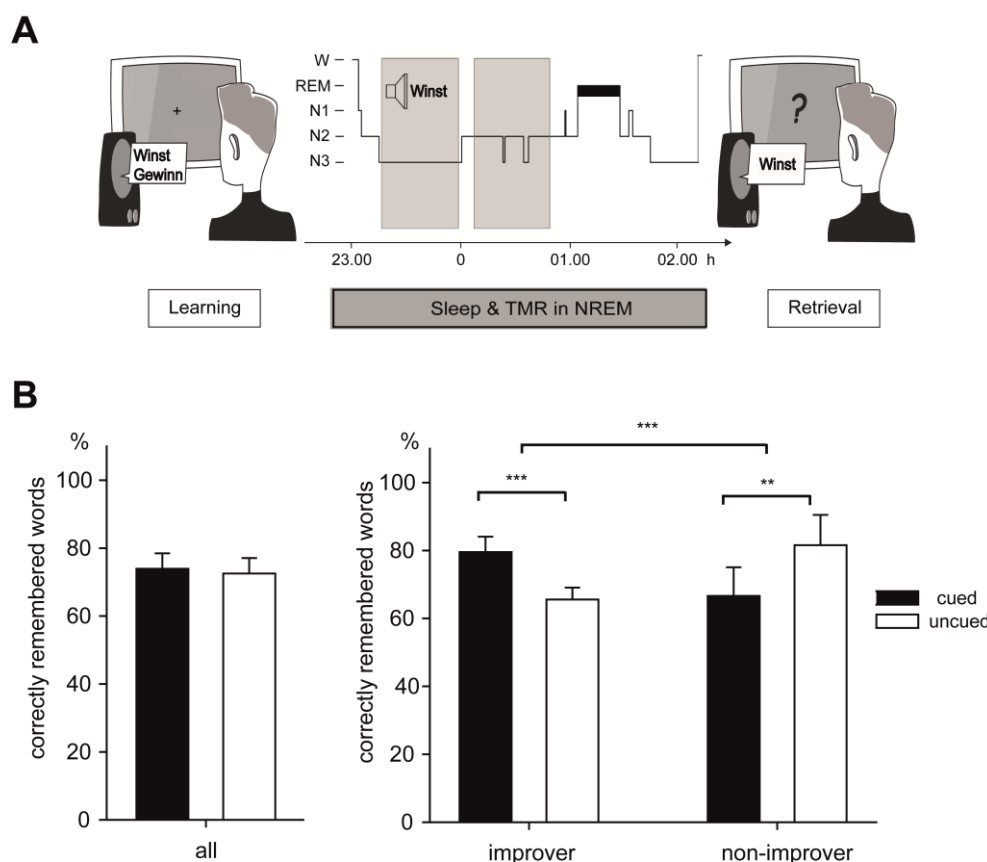 A
W
REM
N1
N2
N3
Winst
Gewinn
Winst
?
Winst
23.00 0 01.00 02.00 h
Learning
Sleep & TMR in NREM
Retrieval
B
%
100
80
60
40
20
0
correctly remembered words
all
%
100
80
60
40
20
0
correctly remembered words
***
***
**
improver
non-improver
cued
uncued